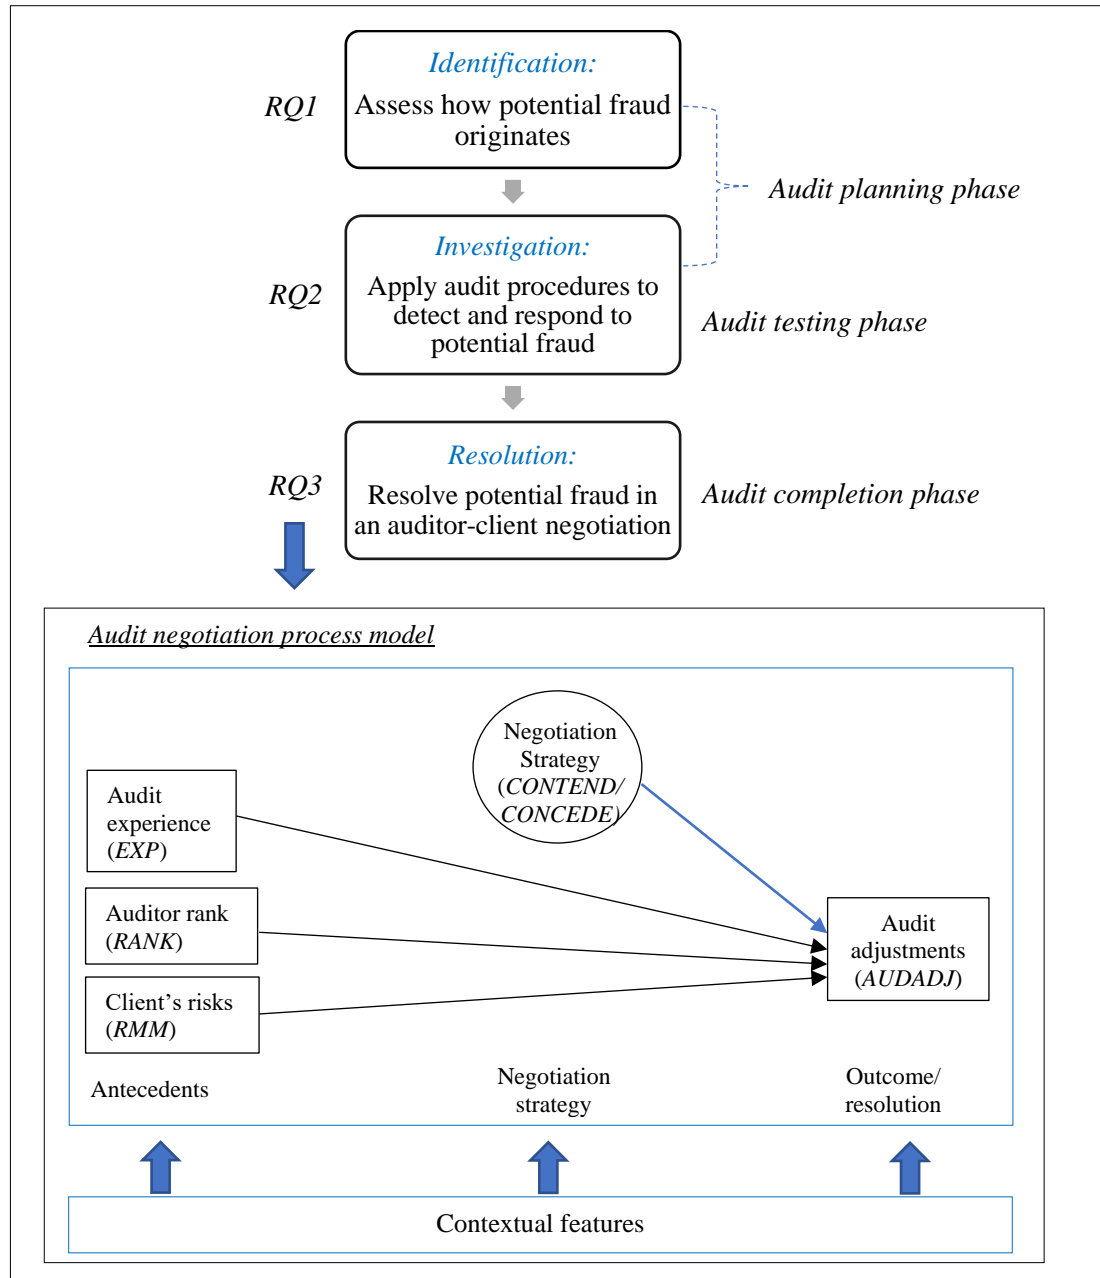 Identification:
RQ1
Assess how potential fraud
originates
Audit planning phase
Investigation:
RQ2
Apply audit procedures to
detect and respond to
potential fraud
Audit testing phase
Resolution:
RQ3
Resolve potential fraud in
an auditor-client negotiation
Audit completion phase
Audit negotiation process model
Negotiation
Strategy
(CONTEND/
CONCEDE)
Audit
experience
(EXP)
Auditor rank
(RANK)
Client’s risks
(RMM)
Audit
adjustments
(AUDADJ)
Antecedents
Negotiation
strategy
Outcome/
resolution
Contextual features